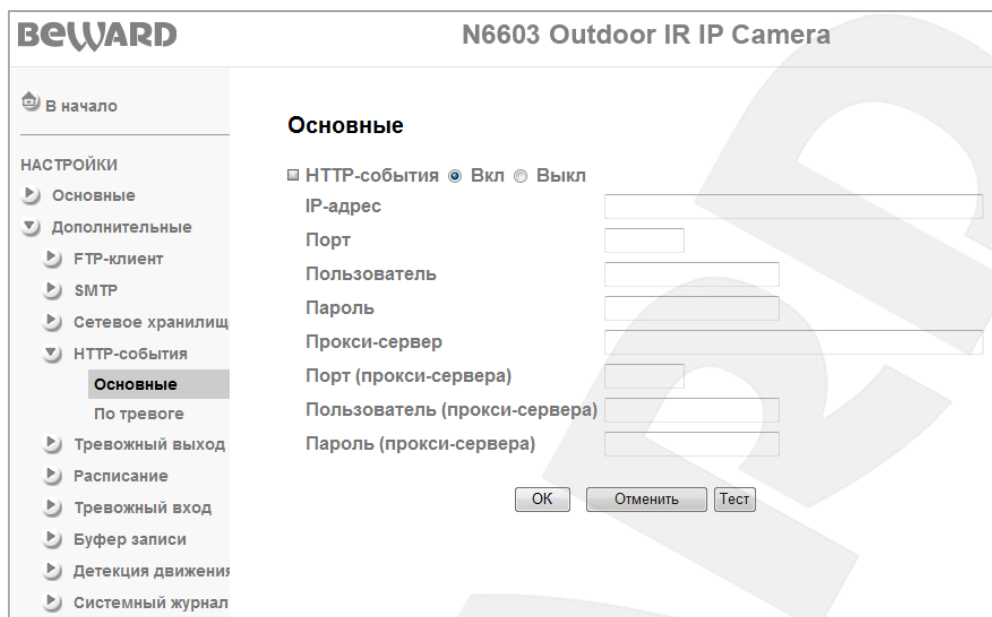 BEWARD
N6603 Outdoor IR IP Camera
В начало
НАСТРОЙКИ
Основные
Дополнительные
FTP-клиент
SMTP
Сетевое хранилищ
HTTP-события
Основные
По тревоге
Тревожный выход
Расписание
Тревожный вход
Буфер записи
Детекция движения
Системный журнал
Основные
HTTP-события Вкл Выкл
IP-адрес
Порт
Пользователь
Пароль
Прокси-сервер
Порт (прокси-сервера)
Пользователь (прокси-сервера)
Пароль (прокси-сервера)
OK Отменить Тест